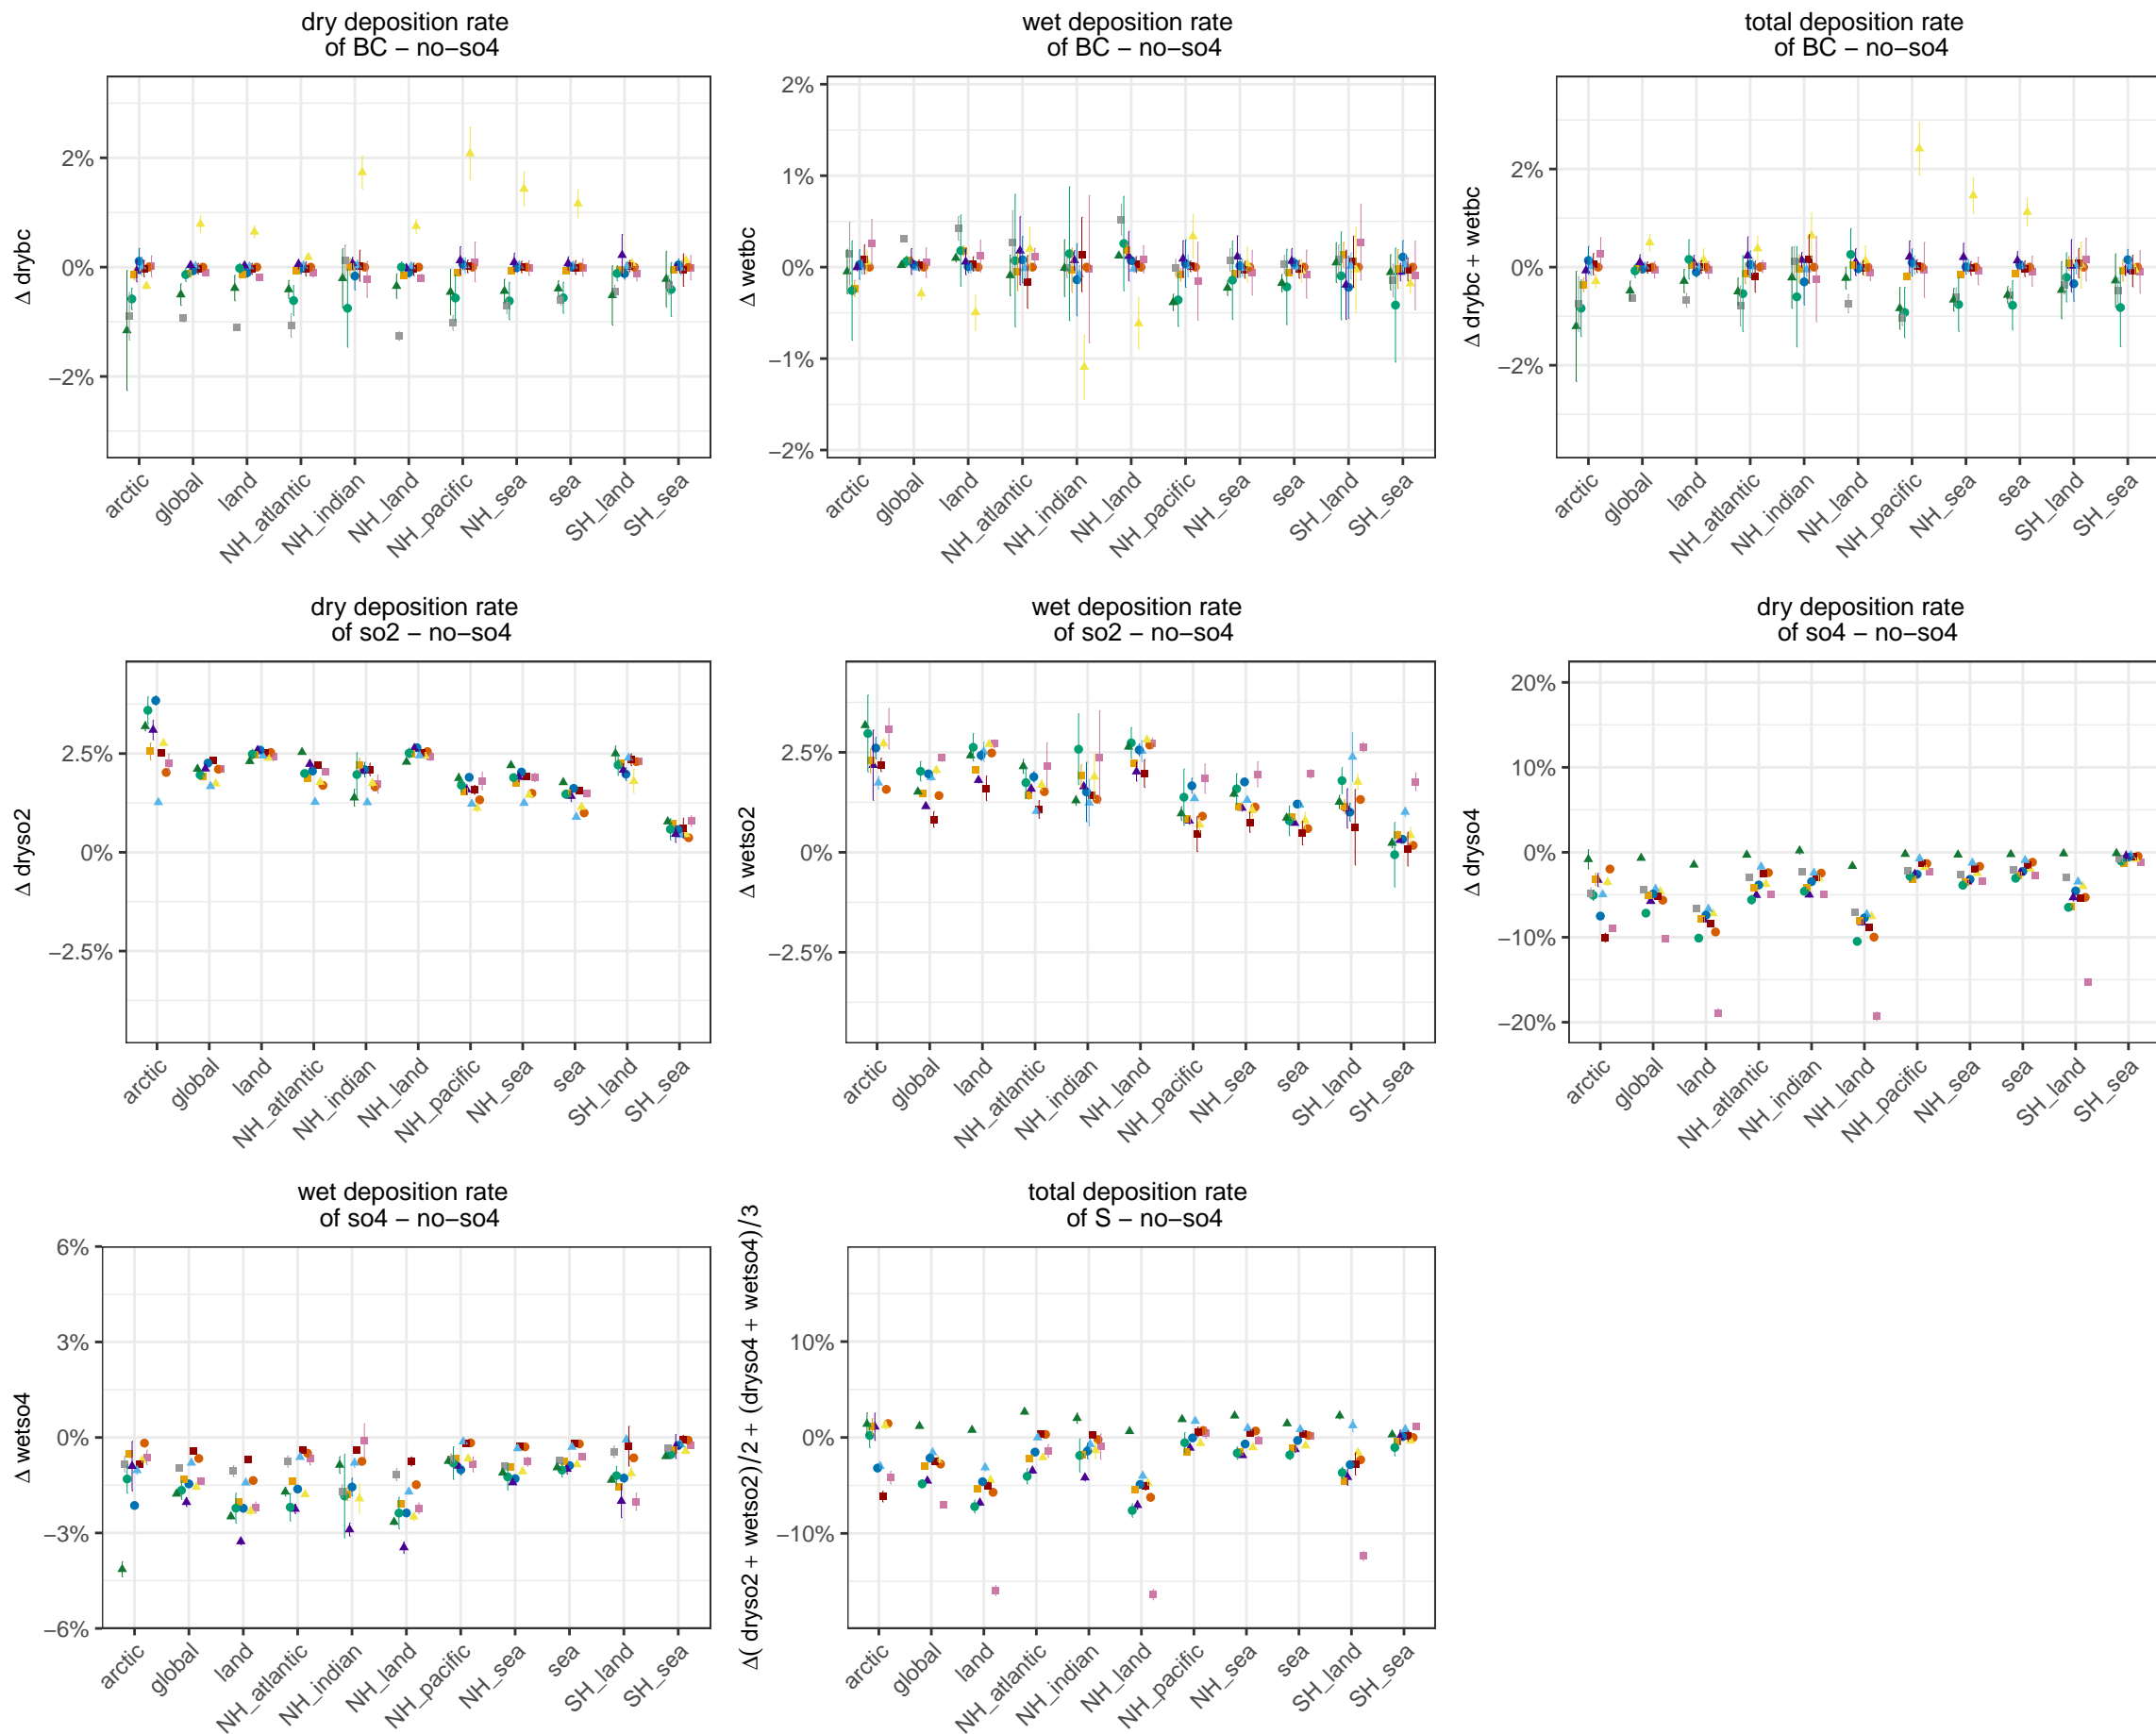 dry deposition rate
of BC − no−so4
wet deposition rate
of BC − no−so4
total deposition rate
of BC − no−so4
Δ drybc
2%
0%
−2%
arctic
global
land
NH_atlantic
NH_indian
NH_land
NH_pacific
NH_sea
sea
SH_land
SH_sea
Δ wetbc
2%
1%
0%
−1%
−2%
arctic
global
land
NH_atlantic
NH_indian
NH_land
NH_pacific
NH_sea
sea
SH_land
SH_sea
Δ drybc + wetbc
2%
0%
−2%
arctic
global
land
NH_atlantic
NH_indian
NH_land
NH_pacific
NH_sea
sea
SH_land
SH_sea
dry deposition rate
of so2 − no−so4
wet deposition rate
of so2 − no−so4
dry deposition rate
of so4 − no−so4
Δ dryso2
2.5%
0%
−2.5%
arctic
global
land
NH_atlantic
NH_indian
NH_land
NH_pacific
NH_sea
sea
SH_land
SH_sea
Δ wetso2
2.5%
0%
−2.5%
arctic
global
land
NH_atlantic
NH_indian
NH_land
NH_pacific
NH_sea
sea
SH_land
SH_sea
Δ dryso4
20%
10%
0%
−10%
−20%
arctic
global
land
NH_atlantic
NH_indian
NH_land
NH_pacific
NH_sea
sea
SH_land
SH_sea
wet deposition rate
of so4 − no−so4
total deposition rate
of S − no−so4
Δ wetso4
6%
3%
0%
−3%
−6%
arctic
global
land
NH_atlantic
NH_indian
NH_land
NH_pacific
NH_sea
sea
SH_land
SH_sea
Δ( dryso2 + wetso2)/2 + (dryso4 + wetso4)/3
10%
0%
−10%
arctic
global
land
NH_atlantic
NH_indian
NH_land
NH_pacific
NH_sea
sea
SH_land
SH_sea